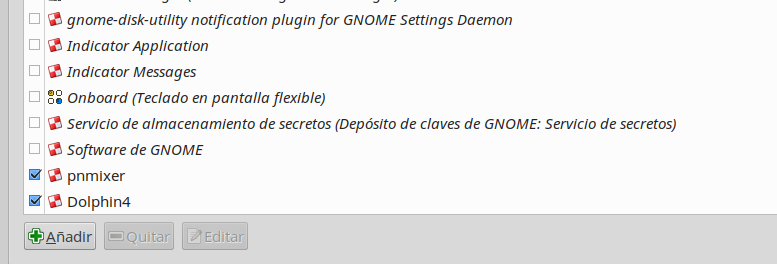 gnome-disk-utility notification plugin for GNOME Settings Daemon
Indicator Application
Indicator Messages
Onboard (Teclado en pantalla flexible)
Servicio de almacenamiento de secretos (Depósito de claves de GNOME: Servicio de secretos)
Software de GNOME
pnmixer
Dolphin4
Añadir Quitar Editar